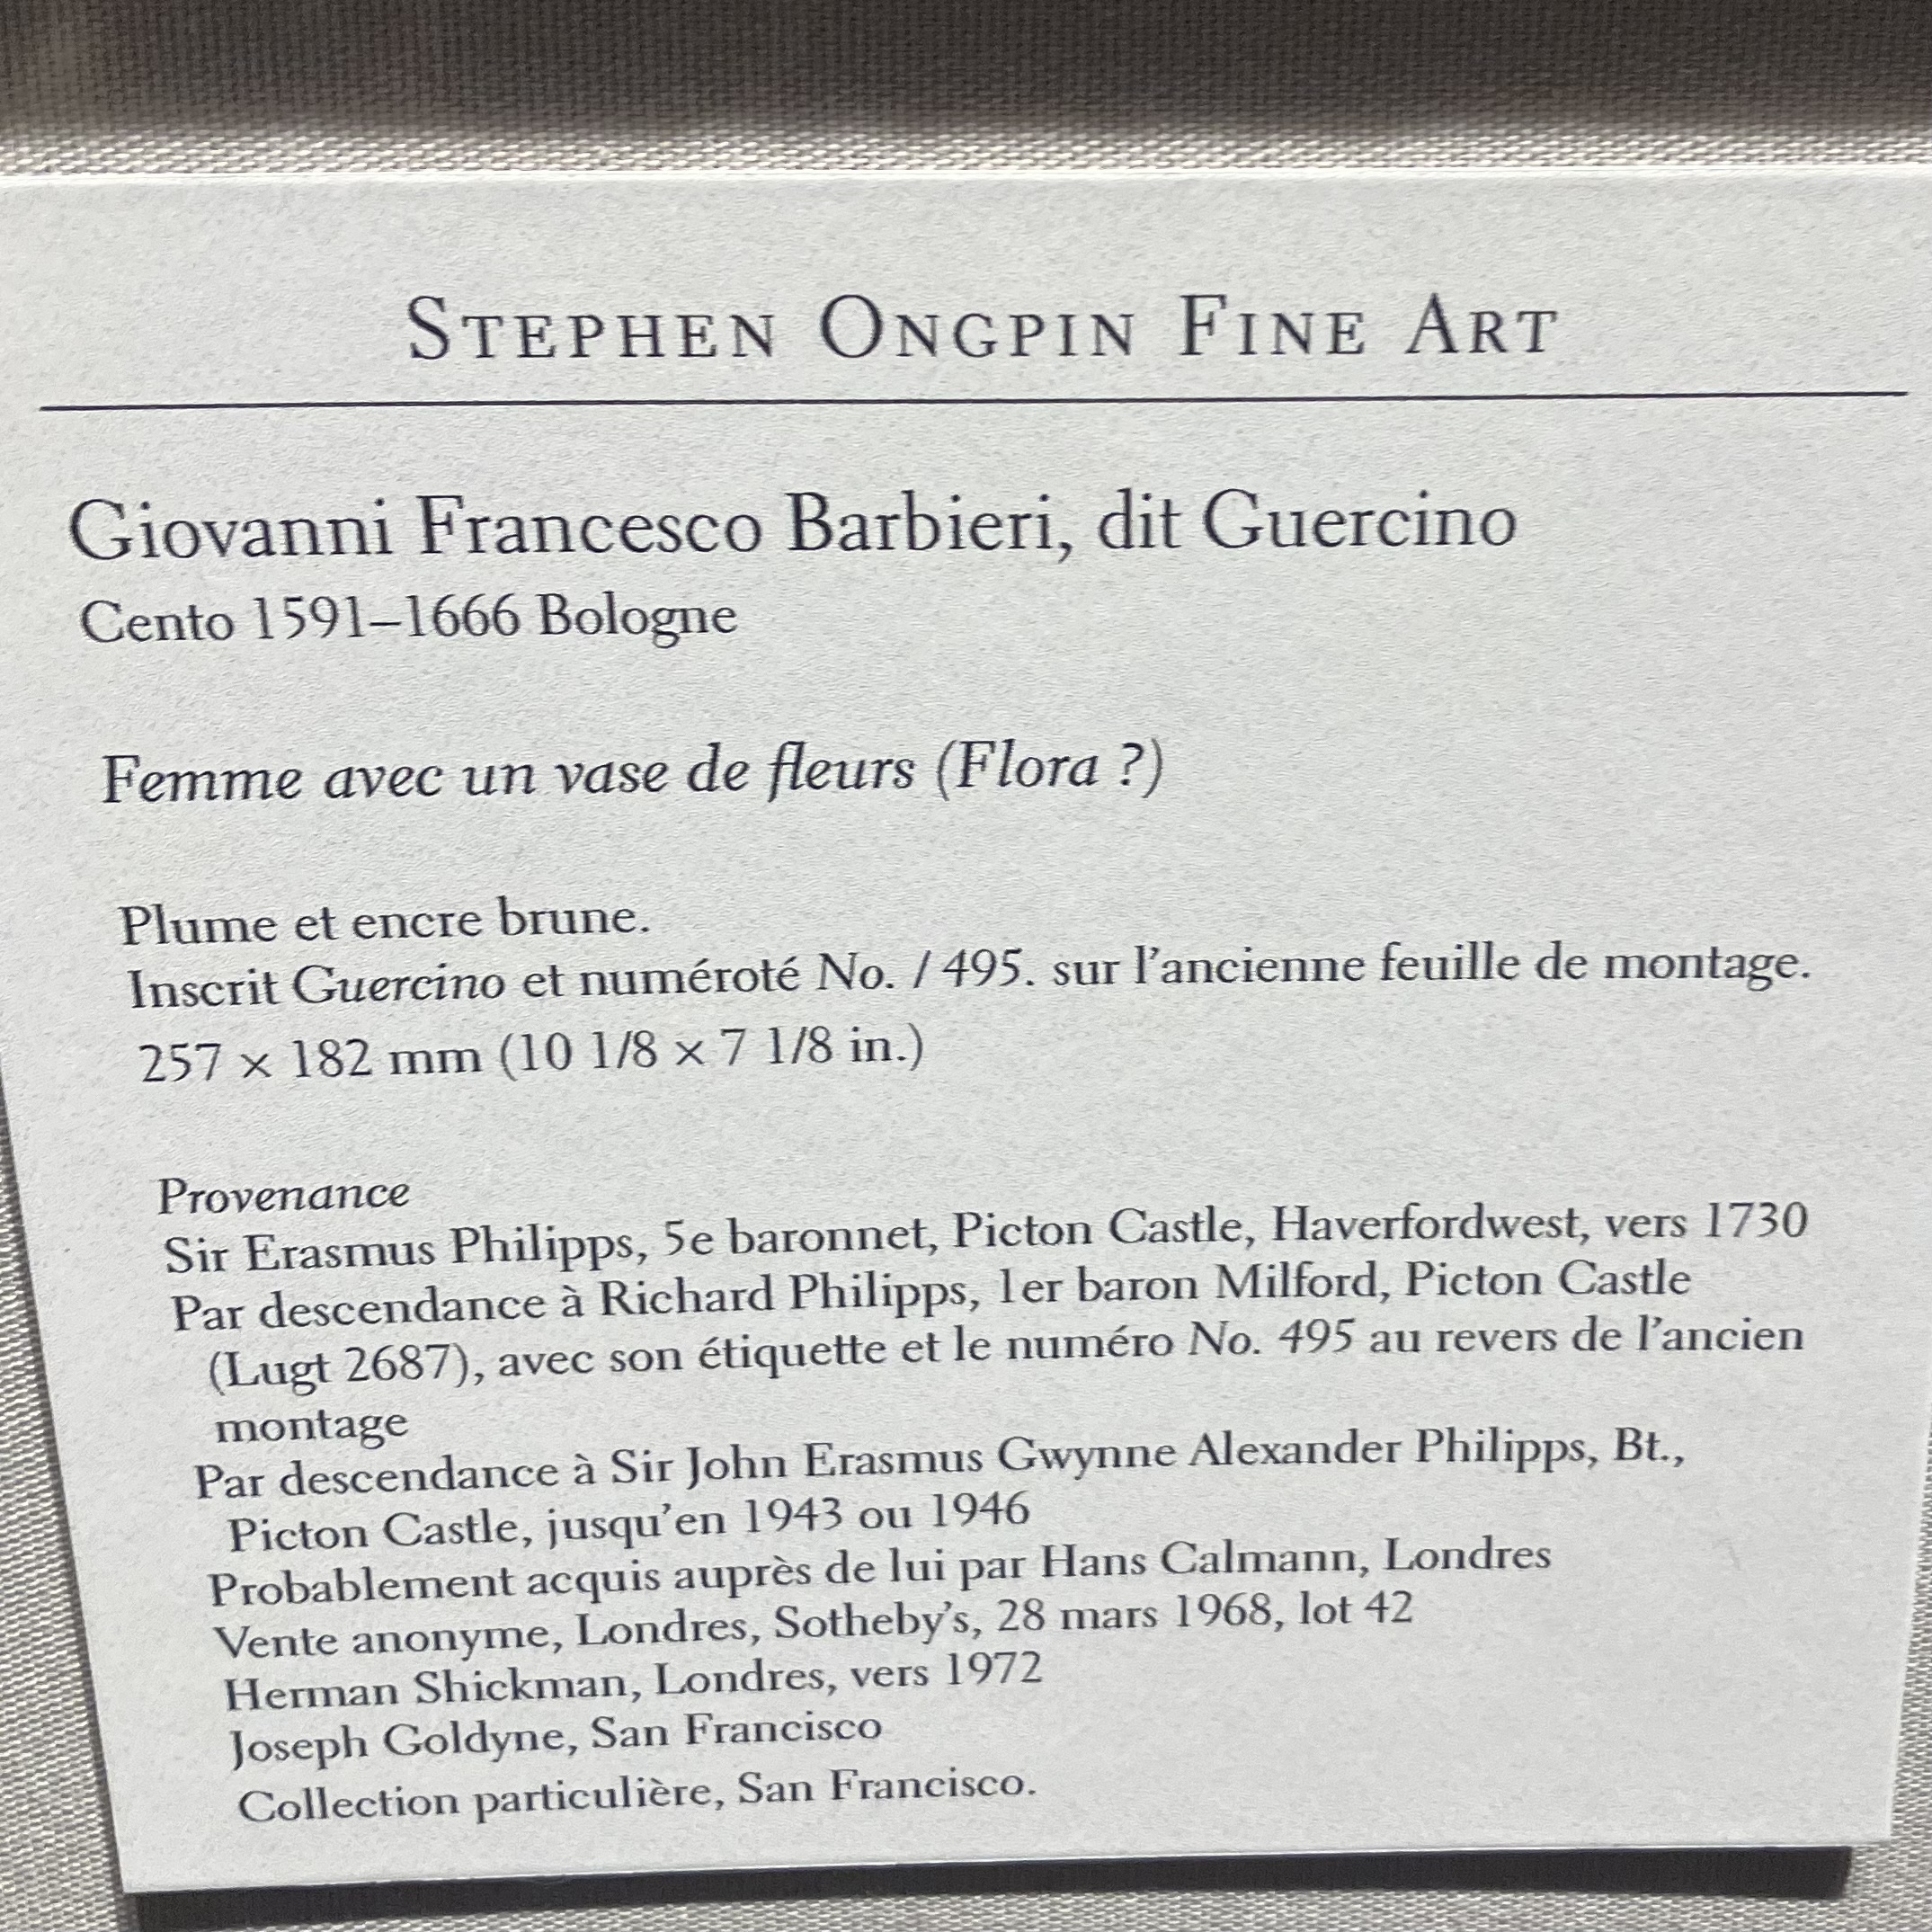 STEPHEN ONGPIN FINE ART
Giovanni Francesco Barbieri, dit Guercino
Cento 1591–1666 Bologne
Femme avec un vase de fleurs (Flora ?)
Plume et encre brune.
Inscrit Guercino et numéroté No. / 495. sur l'ancienne feuille de montage.
257 × 182 mm (10 1/8 × 7 1/8 in.)
Provenance
Sir Erasmus Philipps, 5e baronnet, Picton Castle, Haverfordwest, vers 1730
Par descendance à Richard Philipps, 1er baron Milford, Picton Castle
(Lugt 2687), avec son étiquette et le numéro No. 495 au revers de l'ancien
montage
Par descendance à Sir John Erasmus Gwynne Alexander Philipps, Bt.,
Picton Castle, jusqu'en 1943 ou 1946
Probablement acquis auprès de lui par Hans Calmann, Londres
Vente anonyme, Londres, Sotheby's, 28 mars 1968, lot 42
Herman Shickman, Londres, vers 1972
Joseph Goldyne, San Francisco
Collection particulière, San Francisco.